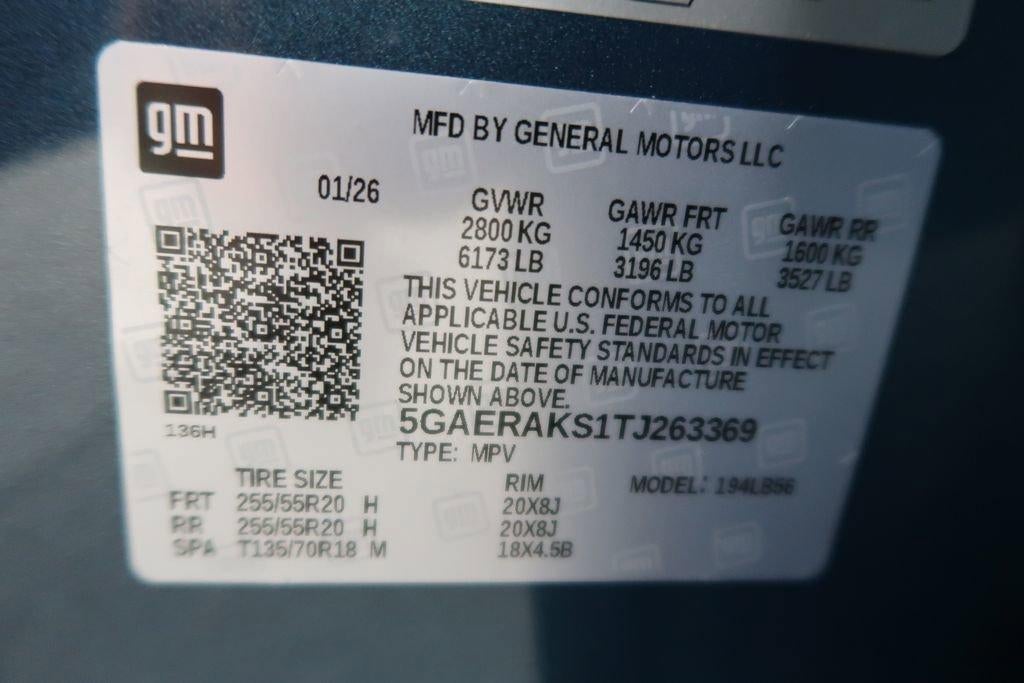 gm
MFD BY GENERAL MOTORS LLC
01/26
GVWR GAWR FRT GAWR RR
2800 KG 1450 KG 1600 KG
6173 LB 3196 LB 3527 LB
THIS VEHICLE CONFORMS TO ALL
APPLICABLE U.S. FEDERAL MOTOR
VEHICLE SAFETY STANDARDS IN EFFECT
ON THE DATE OF MANUFACTURE
SHOWN ABOVE.
5GAERAKS1TJ263369
136H
TYPE: MPV
TIRE SIZE RIM MODEL: 194LB56
FRT 255/55R20 H 20X8J
RR 255/55R20 H 20X8J
SPA T135/70R18 M 18X4.5B